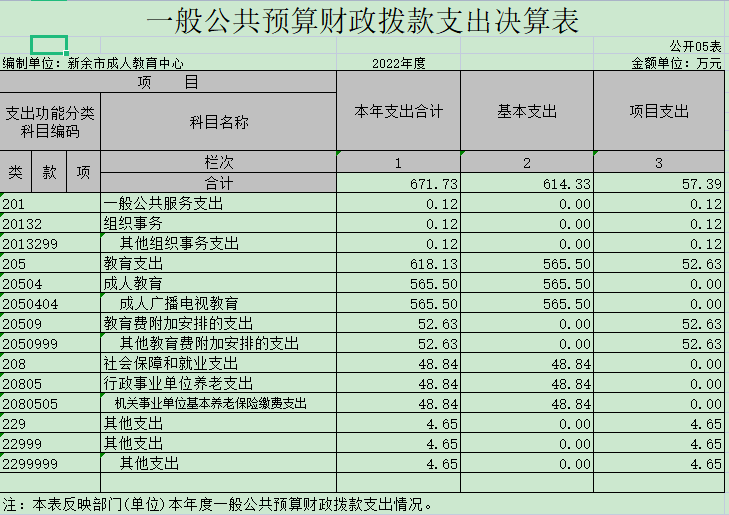 一般公共预算财政拨款支出决算表
公开05表
编制单位：新余市成人教育中心 2022年度 金额单位：万元
项 目 本年支出合计 基本支出 项目支出
支出功能分类科目编码 科目名称
类 款 项 栏次 1 2 3
合计 671.73 614.33 57.39
201 一般公共服务支出 0.12 0.00 0.12
20132 组织事务 0.12 0.00 0.12
2013299 其他组织事务支出 0.12 0.00 0.12
205 教育支出 618.13 565.50 52.63
20504 成人教育 565.50 565.50 0.00
2050404 成人广播电视教育 565.50 565.50 0.00
20509 教育费附加安排的支出 52.63 0.00 52.63
2050999 其他教育费附加安排的支出 52.63 0.00 52.63
208 社会保障和就业支出 48.84 48.84 0.00
20805 行政事业单位养老支出 48.84 48.84 0.00
2080505 机关事业单位基本养老保险缴费支出 48.84 48.84 0.00
229 其他支出 4.65 0.00 4.65
22999 其他支出 4.65 0.00 4.65
2299999 其他支出 4.65 0.00 4.65
注：本表反映部门(单位)本年度一般公共预算财政拨款支出情况。